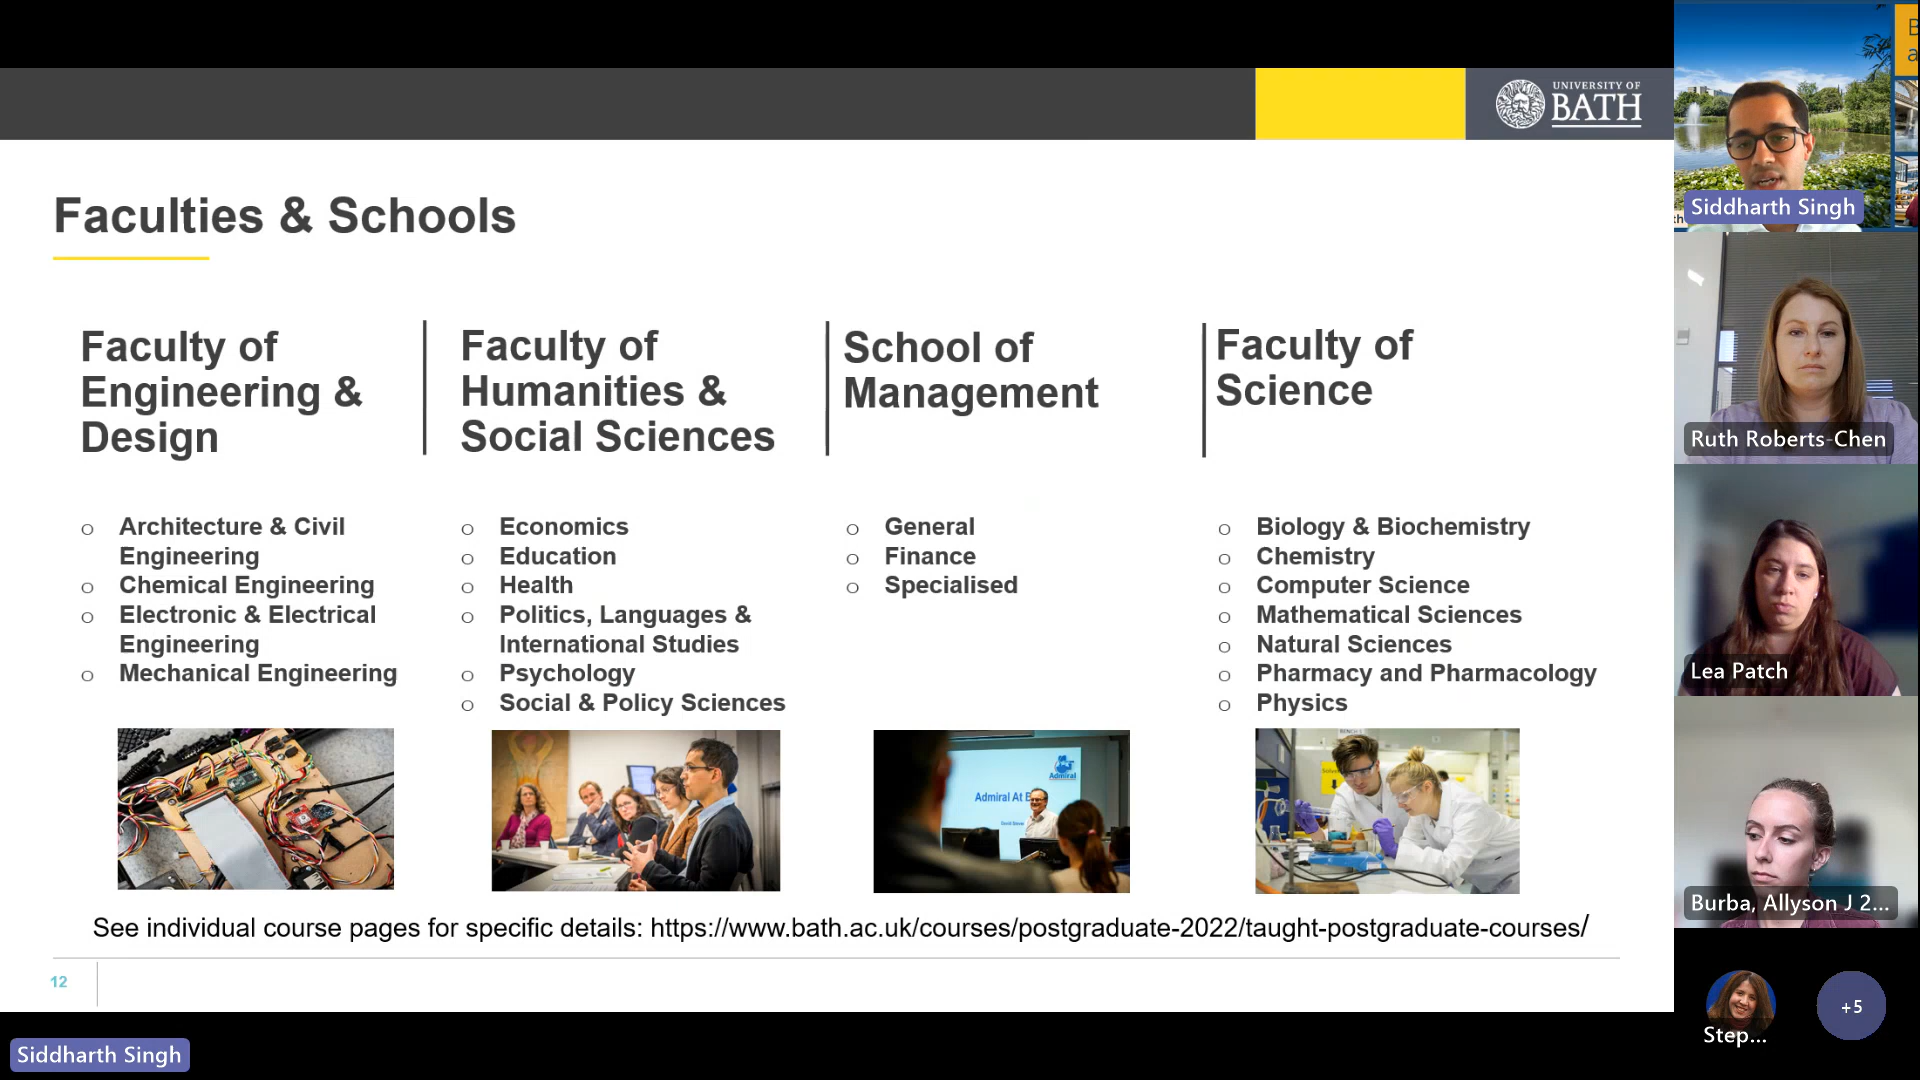 UNIVERSITY OF
BATH
Faculties & Schools
Faculty of
Engineering &
Design
o Architecture & Civil
Engineering
o Chemical Engineering
o Electronic & Electrical
Engineering
o Mechanical Engineering
Faculty of
Humanities &
Social Sciences
o Economics
o Education
o Health
o Politics, Languages &
International Studies
o Psychology
o Social & Policy Sciences
School of
Management
o General
o Finance
o Specialised
Admiral
Admiral At B
Faculty of
Science
o Biology & Biochemistry
o Chemistry
o Computer Science
o Mathematical Sciences
o Natural Sciences
o Pharmacy and Pharmacology
o Physics
See individual course pages for specific details: https://www.bath.ac.uk/courses/postgraduate-2022/taught-postgraduate-courses/
12
Siddharth Singh
Siddharth Singh
Ruth Roberts-Chen
Lea Patch
Burba, Allyson J 2...
Step...
+5